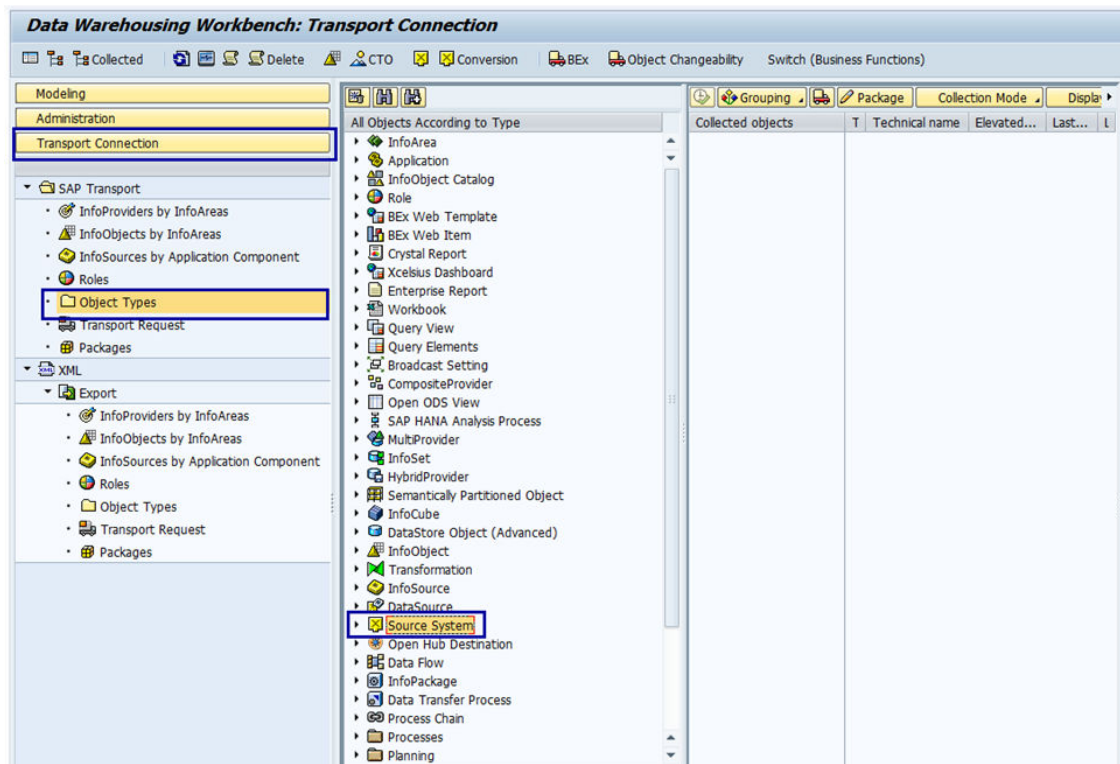 Data Warehousing Workbench: Transport Connection
Collected Delete CTO Conversion BEx Object Changeability Switch (Business Functions)
Modeling
Administration
Transport Connection
SAP Transport
InfoProviders by InfoAreas
InfoObjects by InfoAreas
InfoSources by Application Component
Roles
Object Types
Transport Request
Packages
XML
Export
InfoProviders by InfoAreas
InfoObjects by InfoAreas
InfoSources by Application Component
Roles
Object Types
Transport Request
Packages
All Objects According to Type
InfoArea
Application
InfoObject Catalog
Role
BEx Web Template
BEx Web Item
Crystal Report
Xcelsius Dashboard
Enterprise Report
Workbook
Query View
Query Elements
Broadcast Setting
CompositeProvider
Open ODS View
SAP HANA Analysis Process
MultiProvider
InfoSet
HybridProvider
Semantically Partitioned Object
InfoCube
DataStore Object (Advanced)
InfoObject
Transformation
InfoSource
DataSource
Source System
Open Hub Destination
Data Flow
InfoPackage
Data Transfer Process
Process Chain
Processes
Planning
Grouping Package Collection Mode Display
Collected objects T Technical name Elevated... Last... L